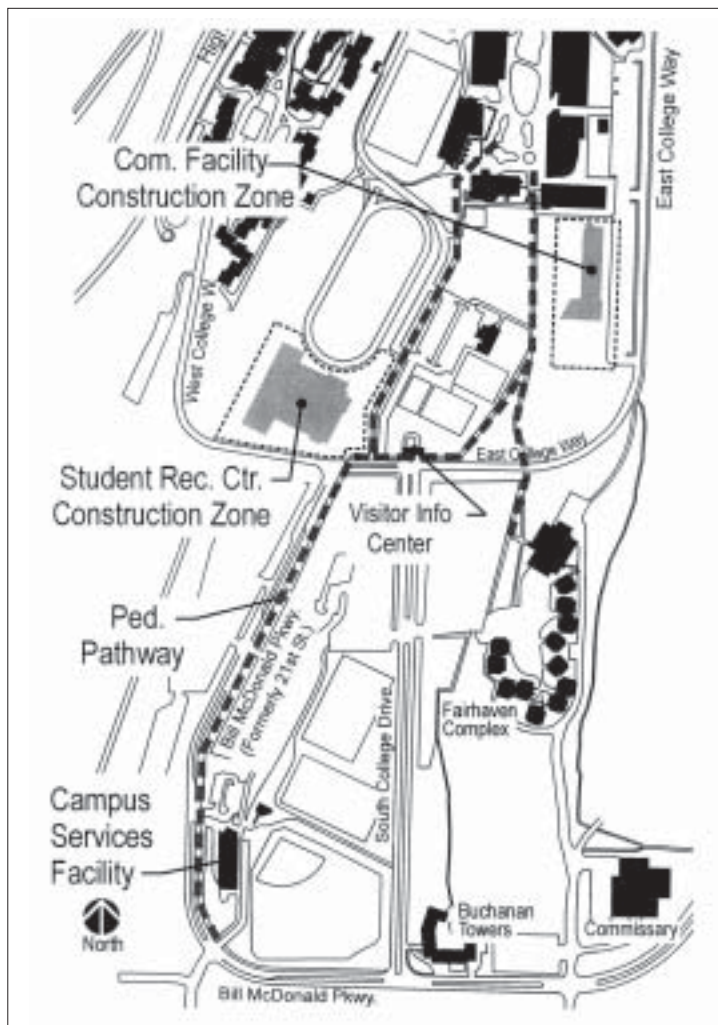 East College Way
Com. Facility
Construction Zone
West College W
East College Way
Student Rec. Ctr.
Construction Zone
Visitor Info
Center
Ped.
Pathway
Bill McDonald Pkwy.
(Formerly 21st St.)
South College Drive
Fairhaven
Complex
Campus
Services
Facility
North
Buchanan
Towers
Commissary
Bill McDonald Pkwy.